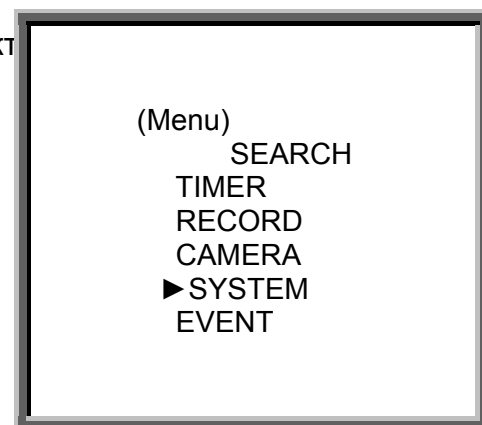 (Menu)
SEARCH
TIMER
RECORD
CAMERA
►SYSTEM
EVENT